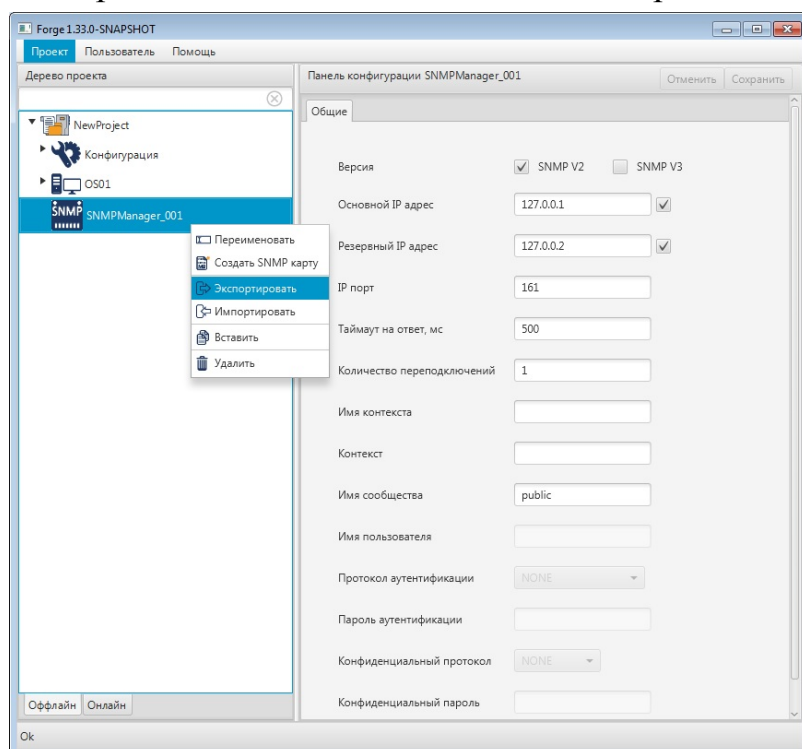 Forge 1.33.0-SNAPSHOT
Проект Пользователь Помощь
Дерево проекта
NewProject
Конфигурация
OS01
SNMP SNMPManager_001
Переименовать
Создать SNMP карту
Экспортировать
Импортировать
Вставить
Удалить
Оффлайн Онлайн
Панель конфигурации SNMPManager_001 Отменить Сохранить
Общие
Версия SNMP V2 SNMP V3
Основной IP адрес 127.0.0.1
Резервный IP адрес 127.0.0.2
IP порт 161
Таймаут на ответ, мс 500
Количество переподключений 1
Имя контекста
Контекст
Имя сообщества public
Имя пользователя
Протокол аутентификации NONE
Пароль аутентификации
Конфиденциальный протокол NONE
Конфиденциальный пароль
Ok